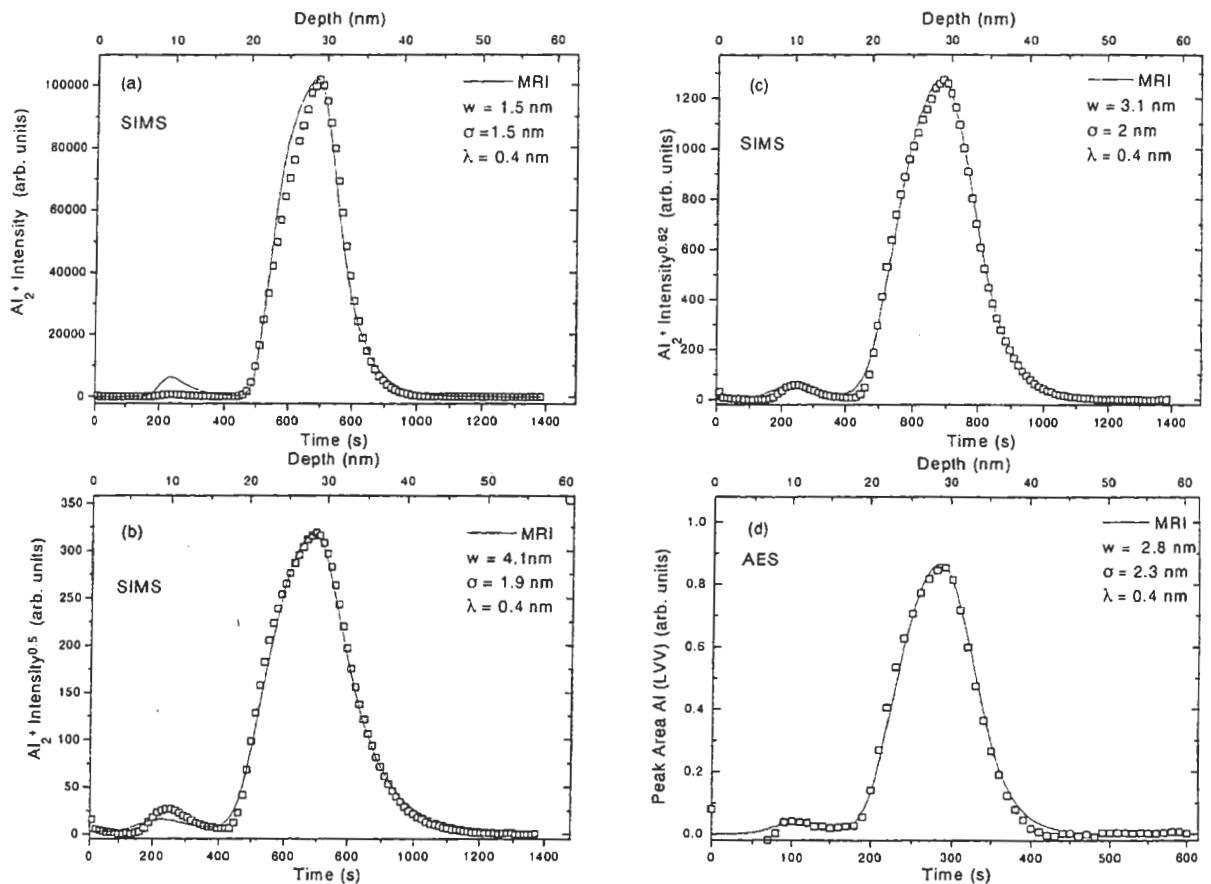 Depth (nm)
0 10 20 30 40 50 60
(a)
SIMS
MRI
w = 1.5 nm
σ =1.5 nm
λ = 0.4 nm
Al2+ Intensity (arb. units)
100000
80000
60000
40000
20000
0
0 200 400 600 800 1000 1200 1400
Time (s)
Depth (nm)
0 10 20 30 40 50 60
(b)
SIMS
MRI
w = 4.1nm
σ = 1.9 nm
λ = 0.4 nm
Al2+ Intensity0.5 (arb. units)
350
300
250
200
150
100
50
0
0 200 400 600 800 1000 1200 1400
Time (s)
Depth (nm)
0 10 20 30 40 50 60
(c)
SIMS
MRI
w = 3.1 nm
σ = 2 nm
λ = 0.4 nm
Al2+ Intensity0.62 (arb. units)
1200
1000
800
600
400
200
0
0 200 400 600 800 1000 1200 1400
Time (s)
Depth (nm)
0 10 20 30 40 50 60
(d)
AES
MRI
w = 2.8 nm
σ = 2.3 nm
λ = 0.4 nm
Peak Area Al (LVV) (arb. units)
1.0
0.8
0.6
0.4
0.2
0.0
0 100 200 300 400 500 600
Time (s)